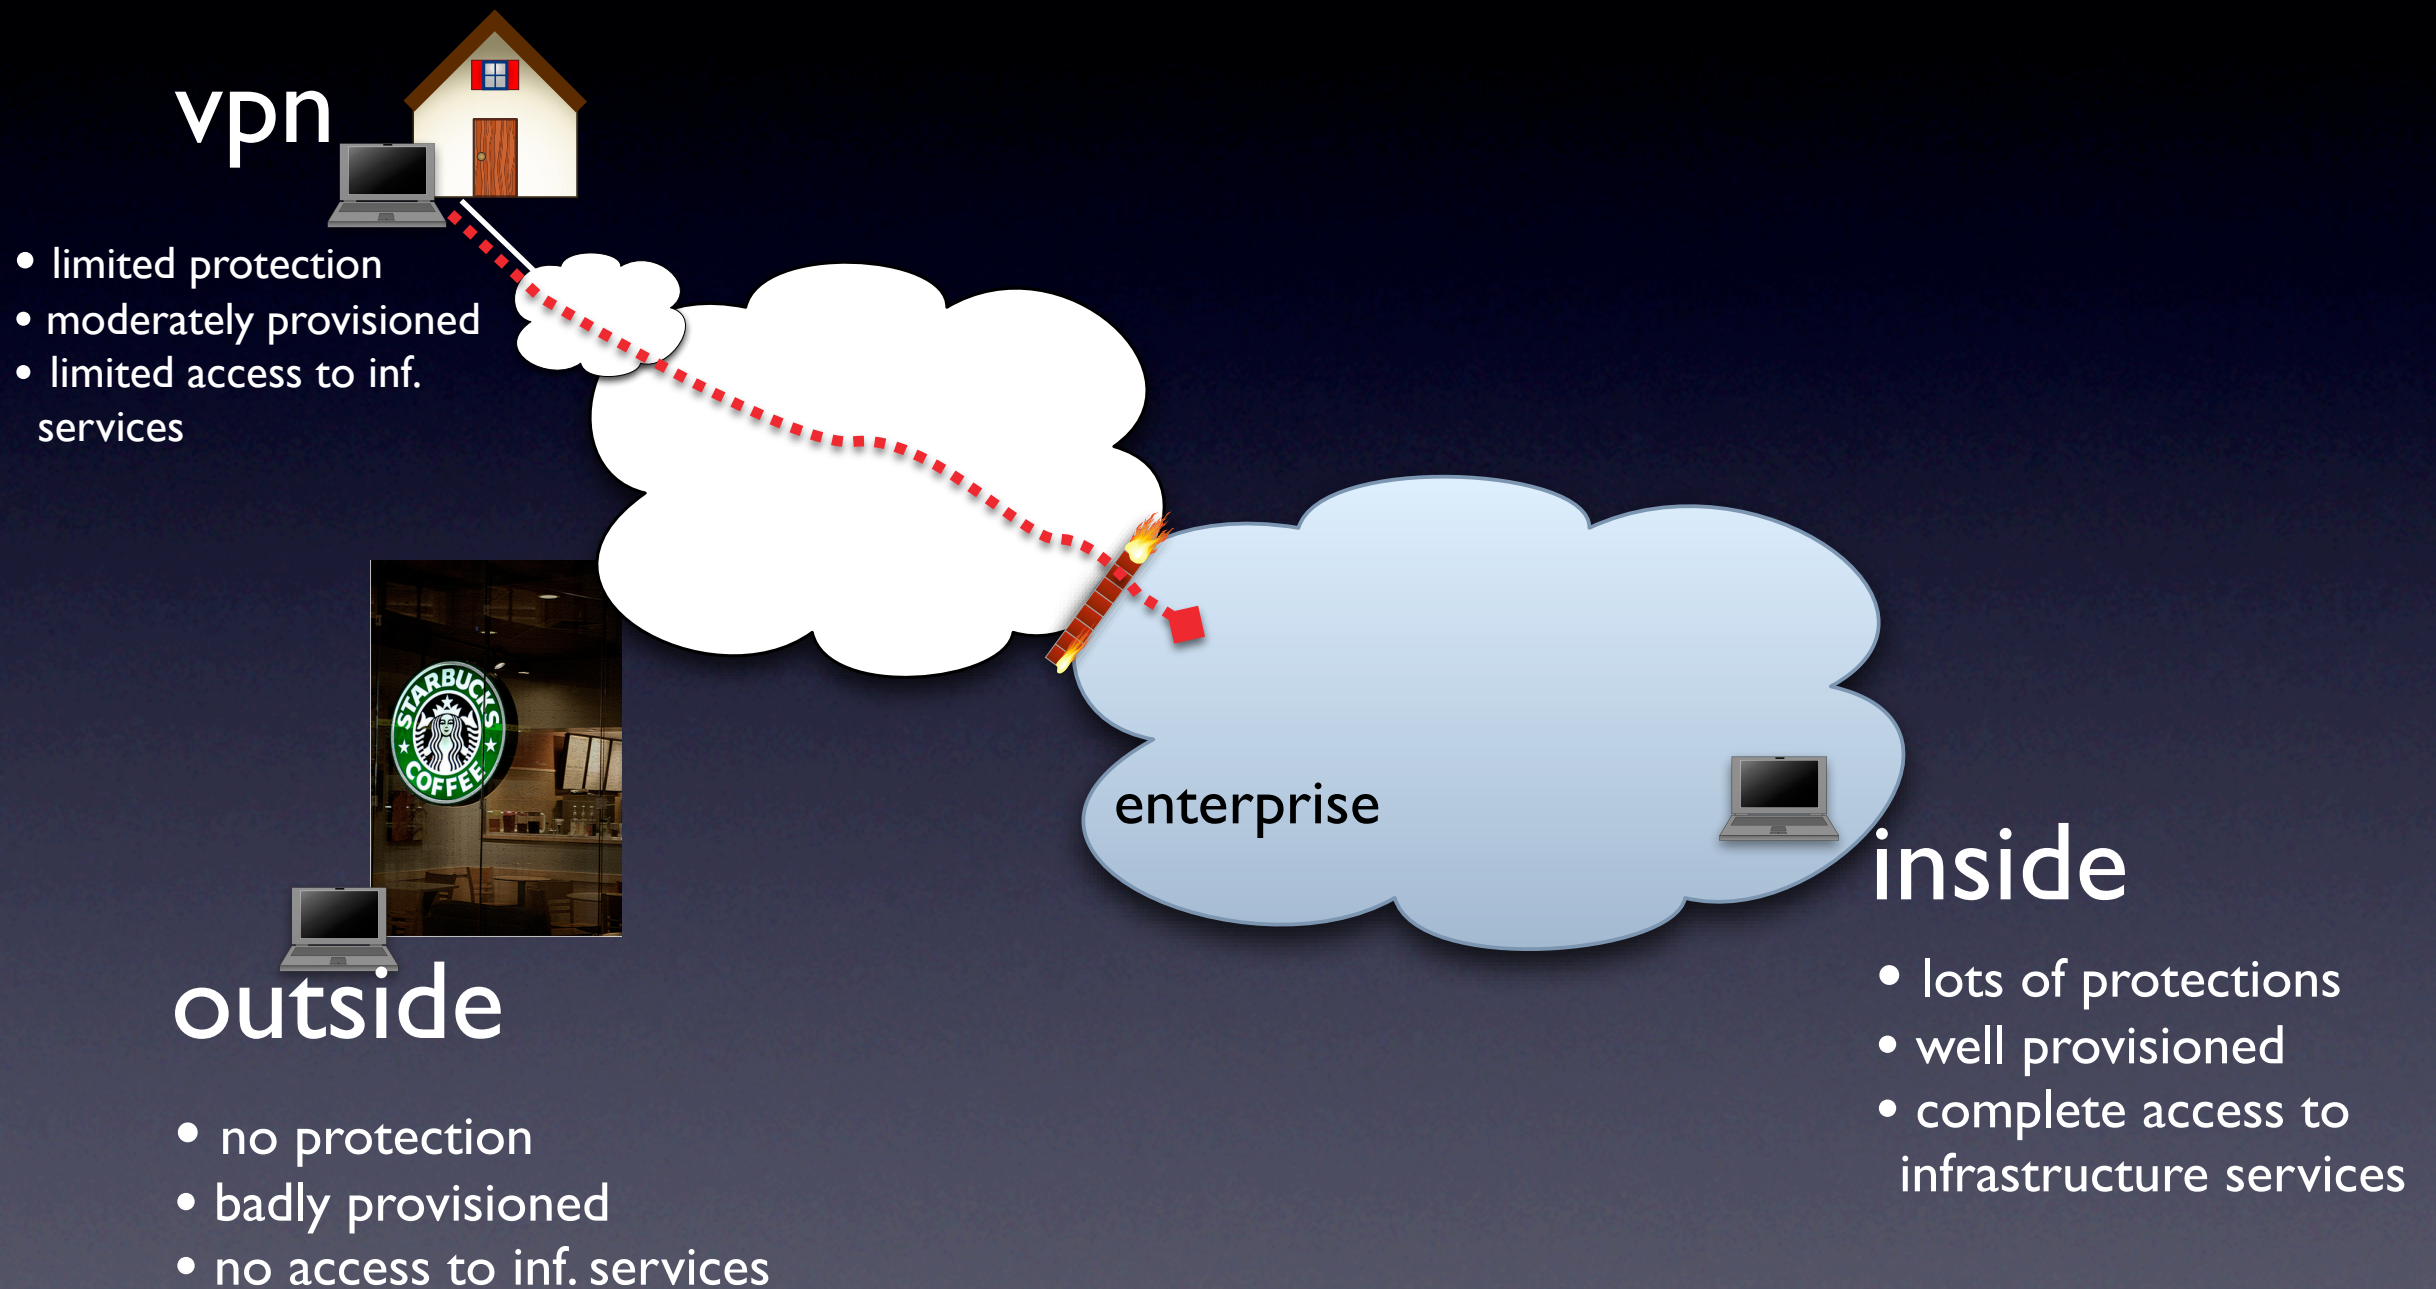 vpn
• limited protection
• moderately provisioned
• limited access to inf.
services
STARBUCKS
COFFEE
outside
• no protection
• badly provisioned
• no access to inf. services
enterprise
inside
• lots of protections
• well provisioned
• complete access to
infrastructure services